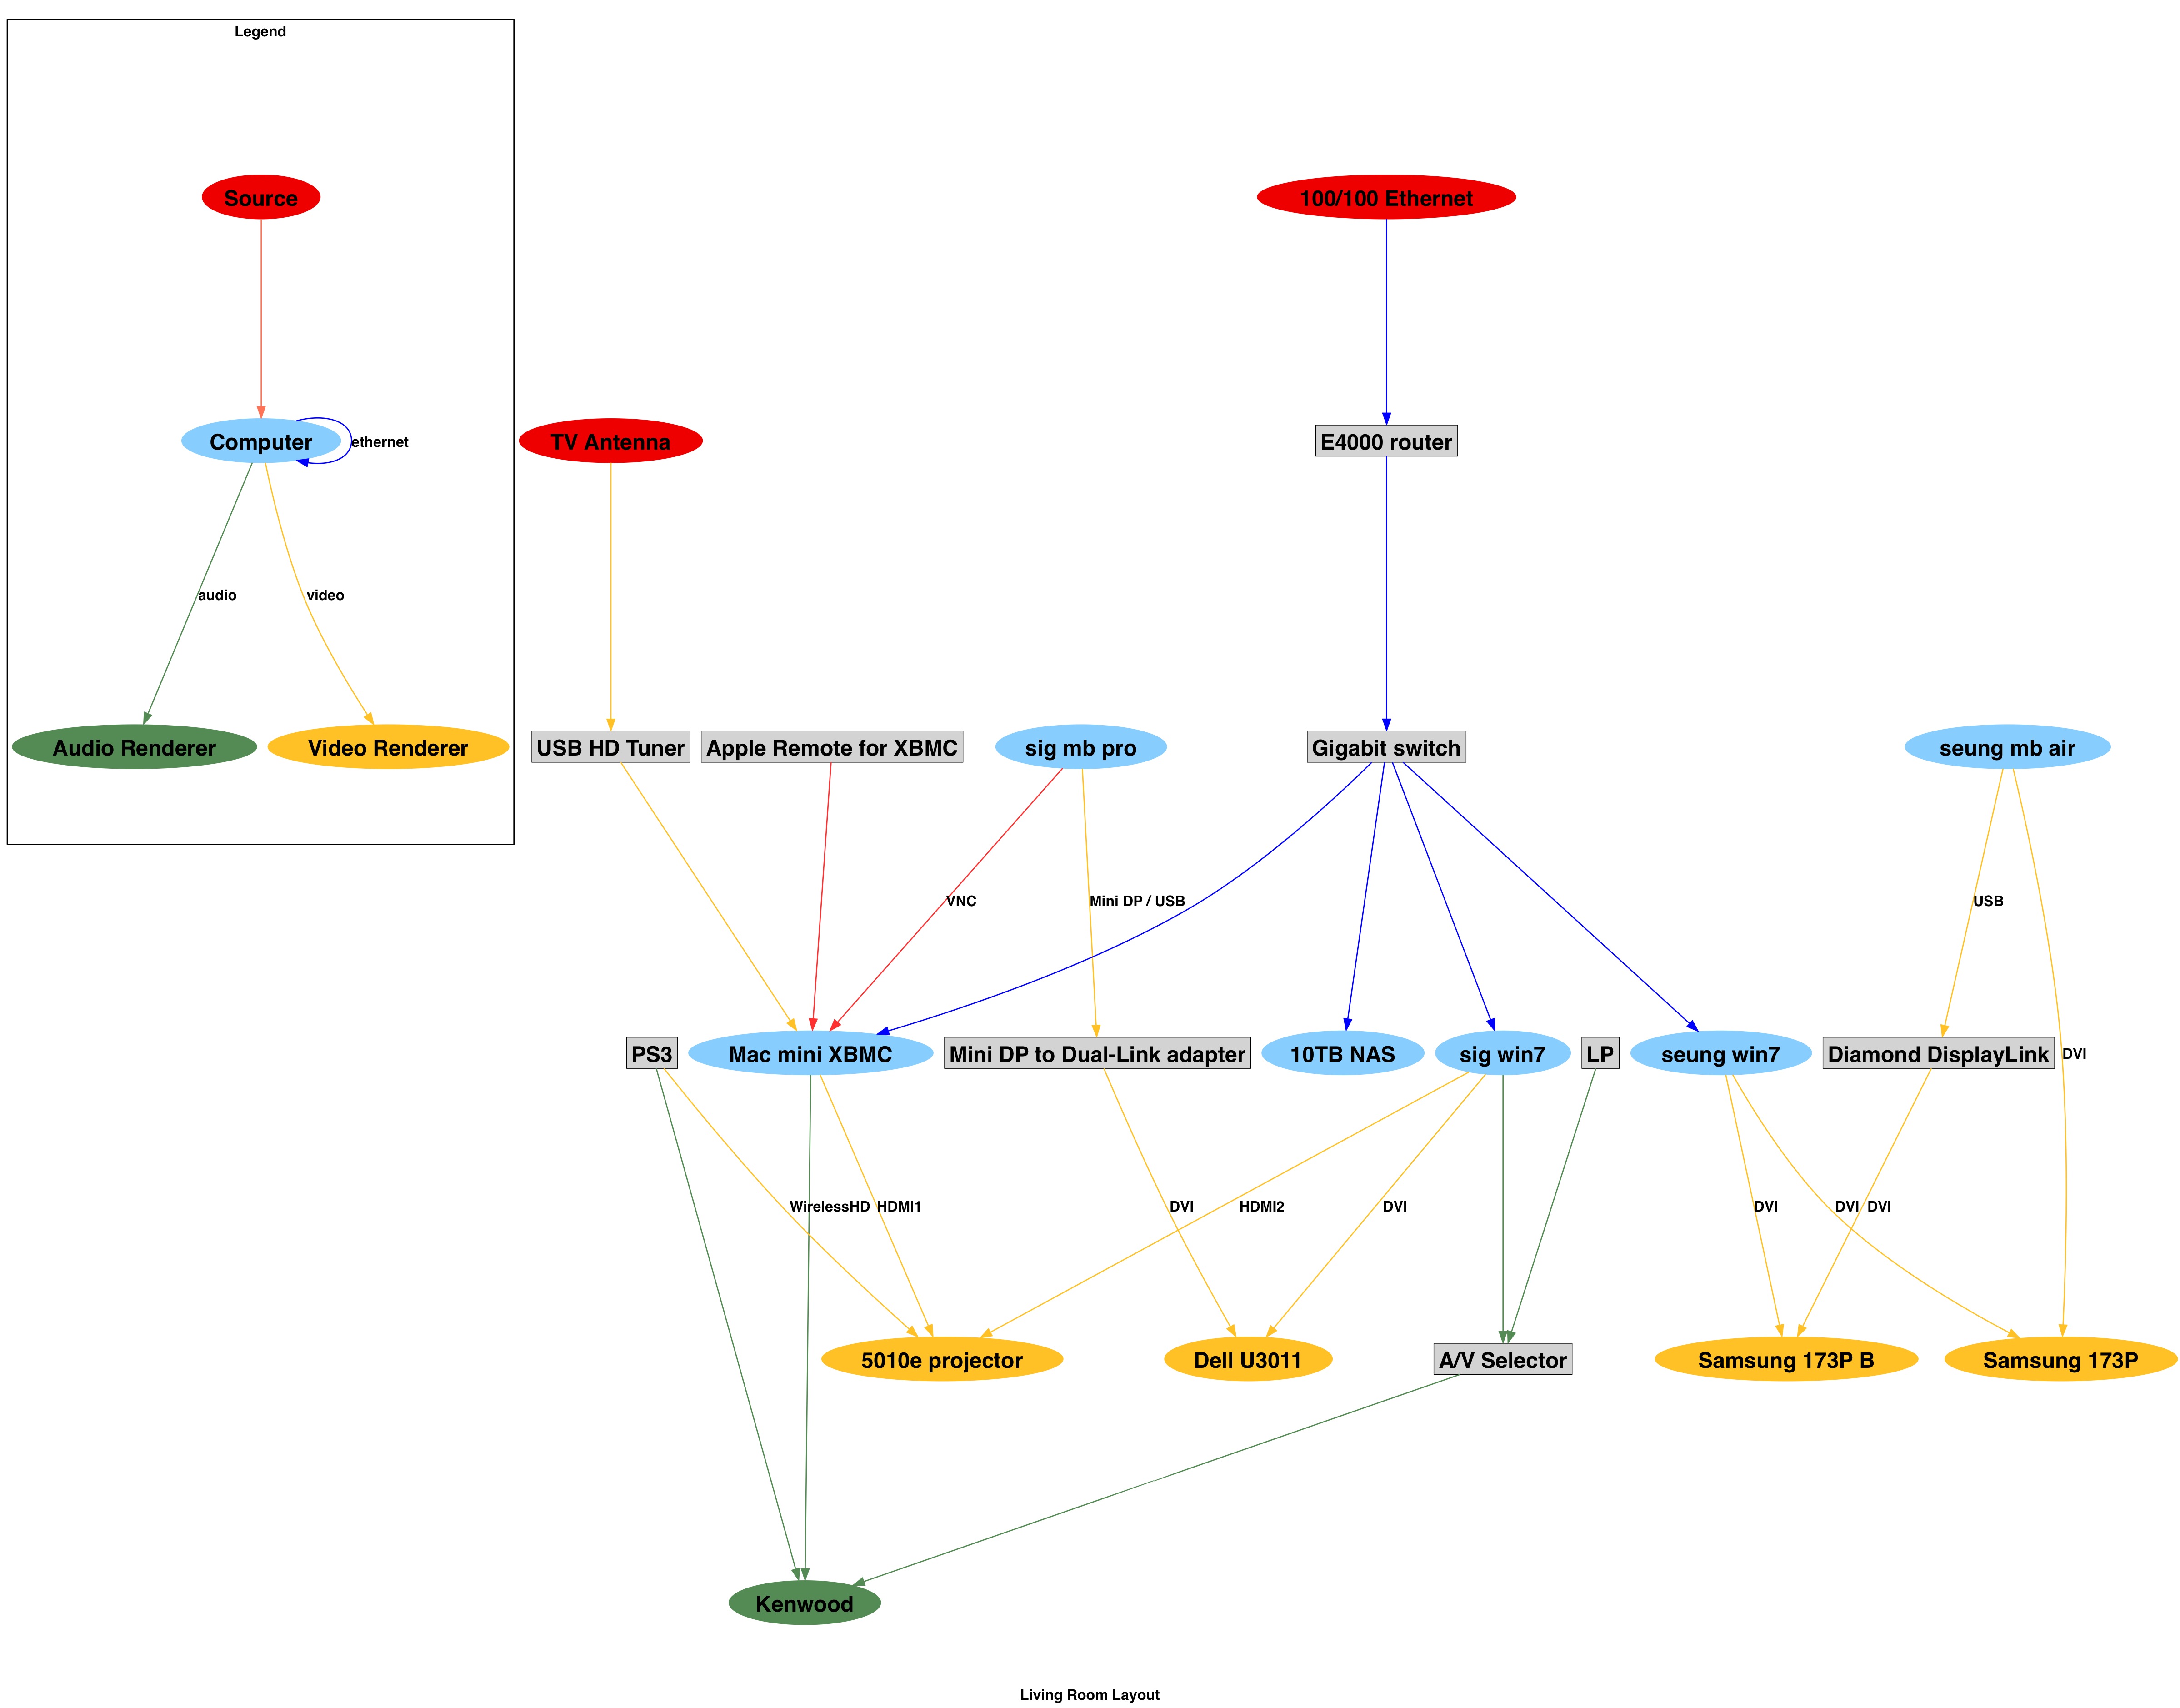 Legend
Source
100/100 Ethernet
Computer
ethernet
TV Antenna
E4000 router
audio
video
Audio Renderer
Video Renderer
USB HD Tuner
Apple Remote for XBMC
sig mb pro
Gigabit switch
seung mb air
VNC
Mini DP / USB
USB
PS3
Mac mini XBMC
Mini DP to Dual-Link adapter
10TB NAS
sig win7
LP
seung win7
Diamond DisplayLink
DVI
WirelessHD
HDMI1
DVI
HDMI2
DVI
DVI
DVI
DVI
5010e projector
Dell U3011
A/V Selector
Samsung 173P B
Samsung 173P
Kenwood
Living Room Layout